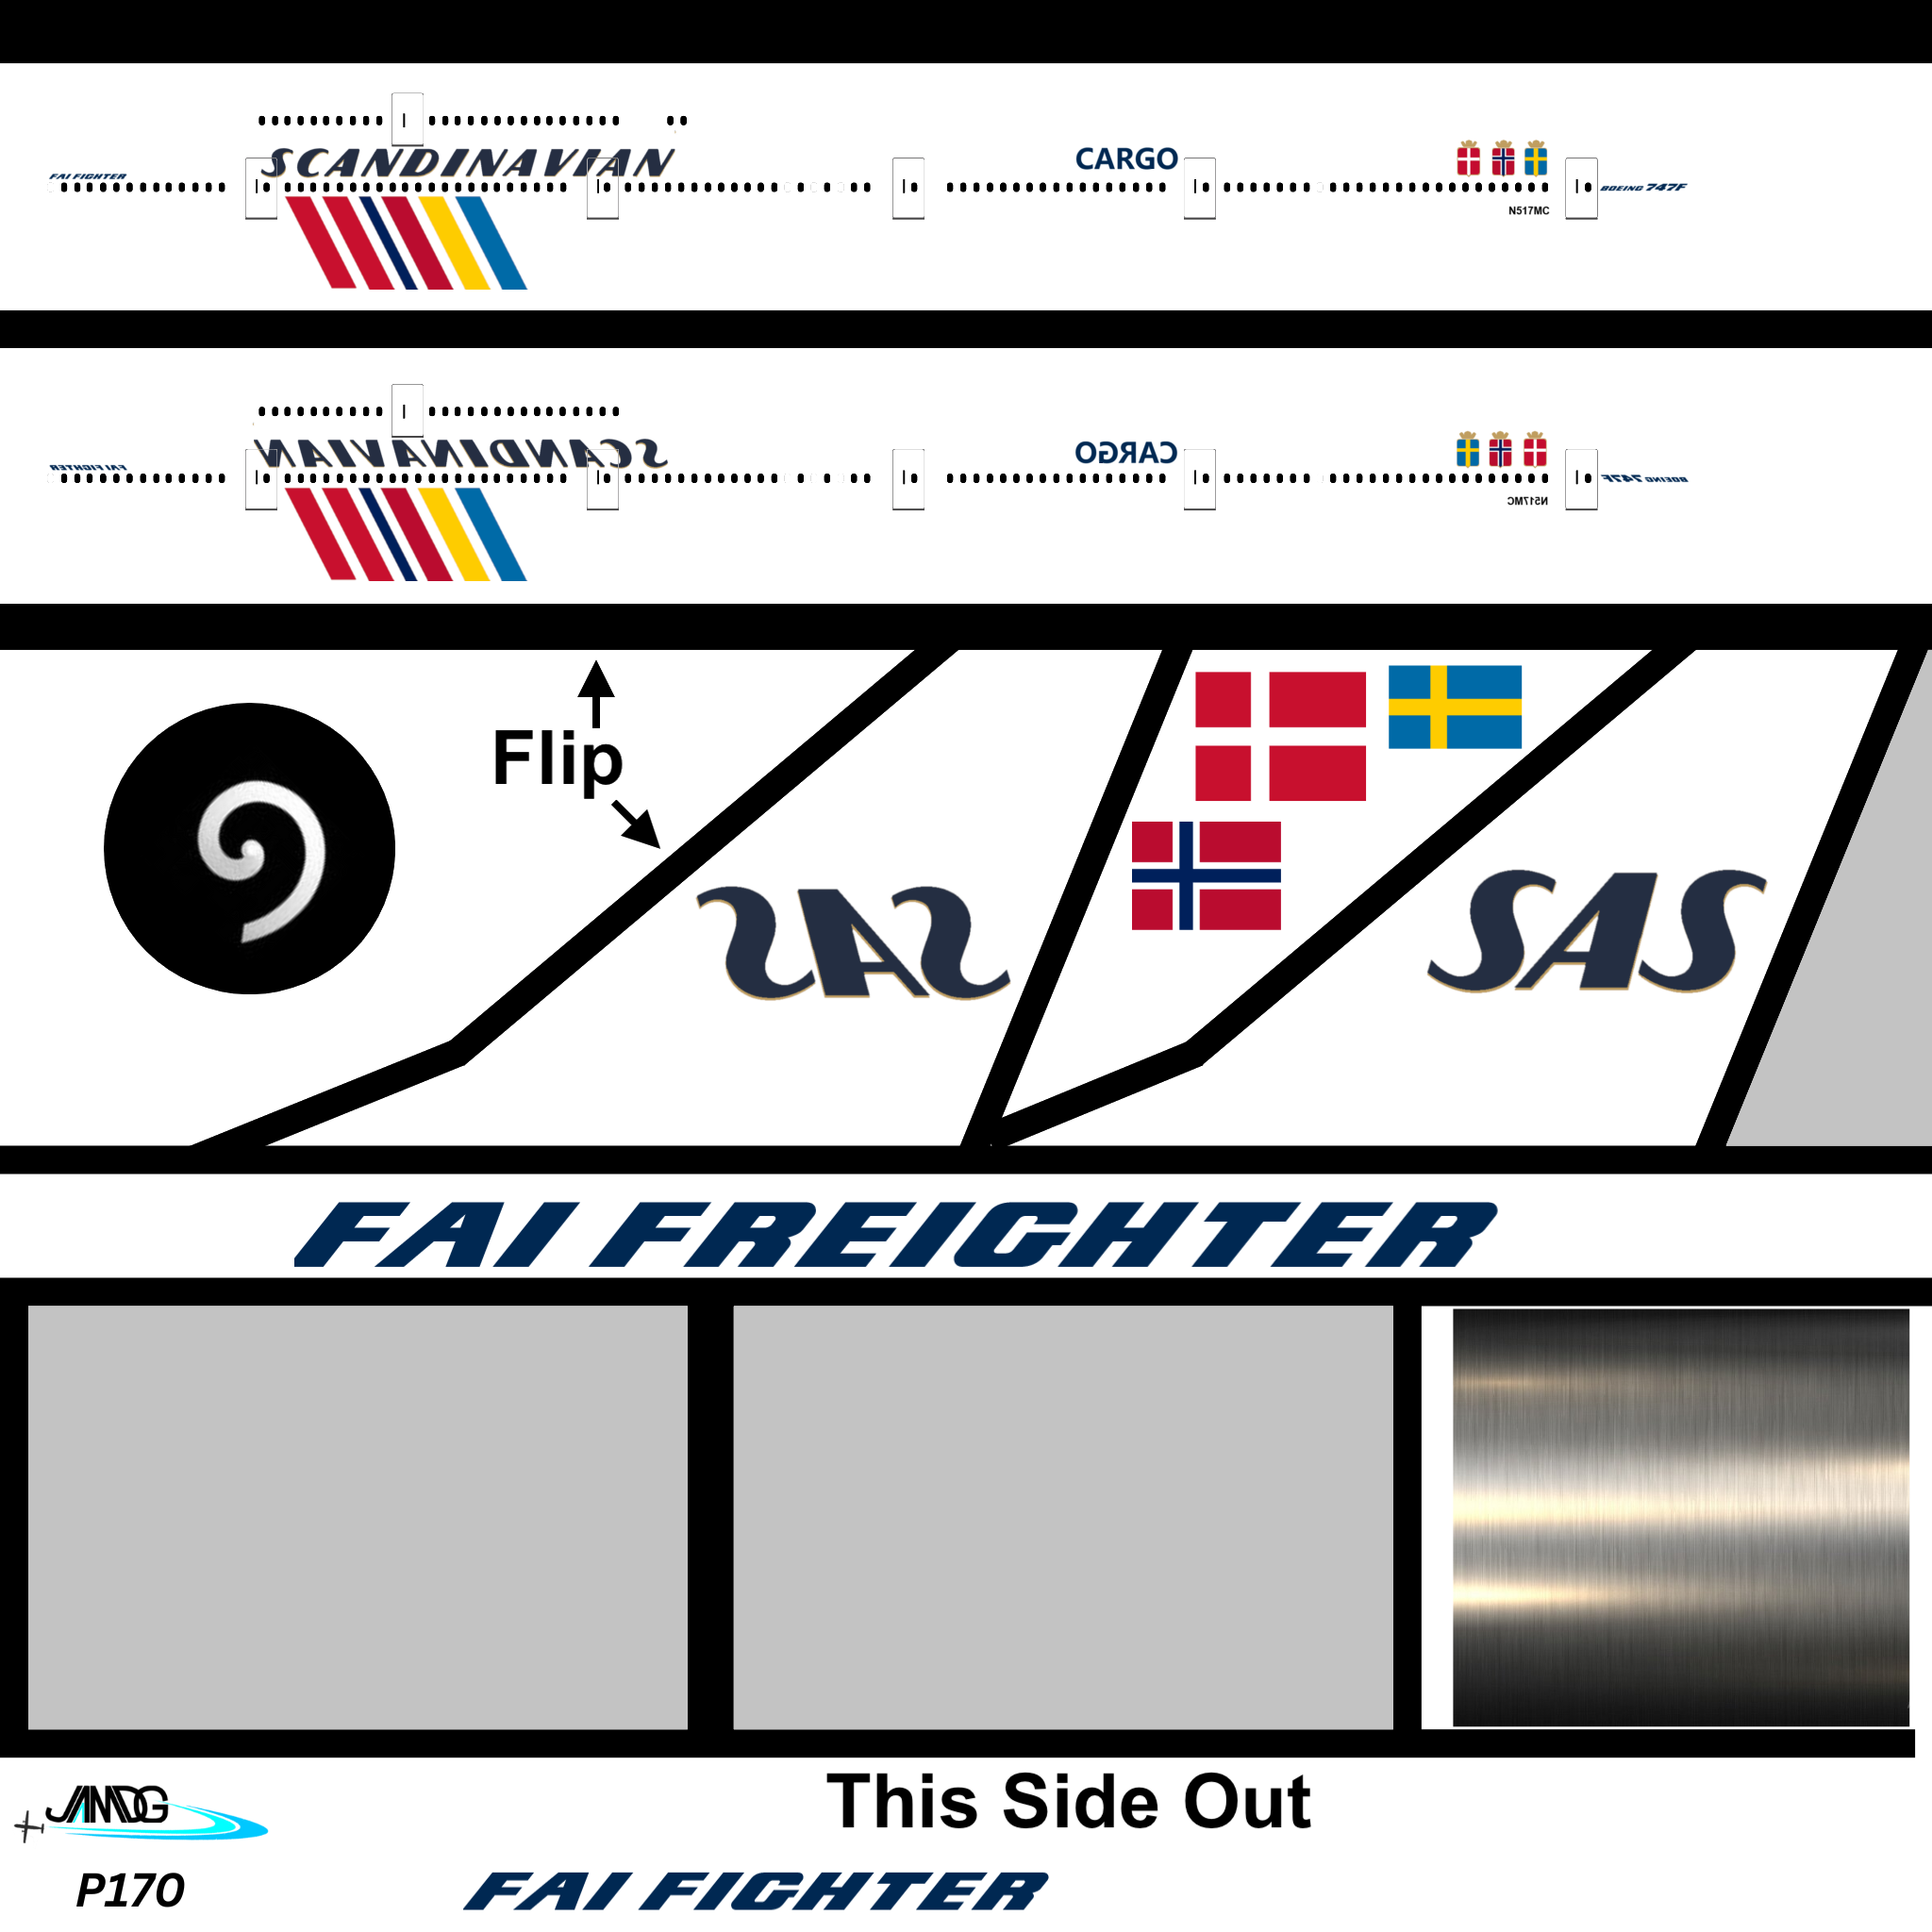 SCANDINAVIAN
CARGO
FAI FIGHTER
BOEING 747F
N517MC
SCANDINAVIAN
CARGO
FAI FIGHTER
BOEING 747F
N517MC
Flip
SAS
SAS
FAI FREIGHTER
This Side Out
JAMDG
P170
FAI FIGHTER